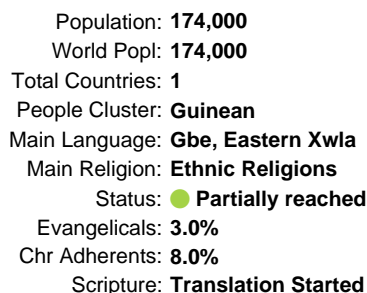 Population: 174,000
World Popl: 174,000
Total Countries: 1
People Cluster: Guinean
Main Language: Gbe, Eastern Xwla
Main Religion: Ethnic Religions
Status: Partially reached
Evangelicals: 3.0%
Chr Adherents: 8.0%
Scripture: Translation Started